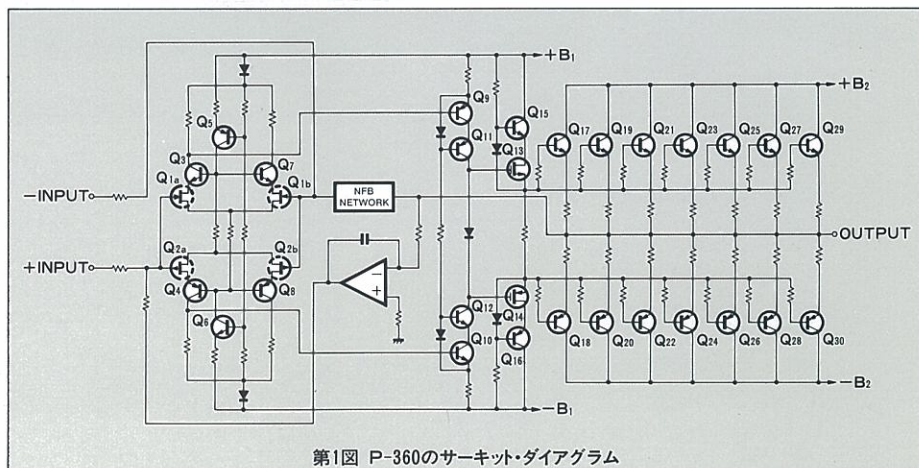 +B₁
+B₂
Q₅
Q₉
Q₁₁
Q₁₅
Q₁₃
Q₁₇
Q₁₉
Q₂₁
Q₂₃
Q₂₅
Q₂₇
Q₂₉
Q₃
Q₇
Q₁ₐ
Q₁b
−INPUT
NFB
NETWORK
OUTPUT
+INPUT
Q₂ₐ
Q₂b
−
+
Q₄
Q₈
Q₆
Q₁₂
Q₁₀
Q₁₄
Q₁₆
Q₁₈
Q₂₀
Q₂₂
Q₂₄
Q₂₆
Q₂₈
Q₃₀
−B₂
−B₁
第1図 P-360のサーキット・ダイアグラム